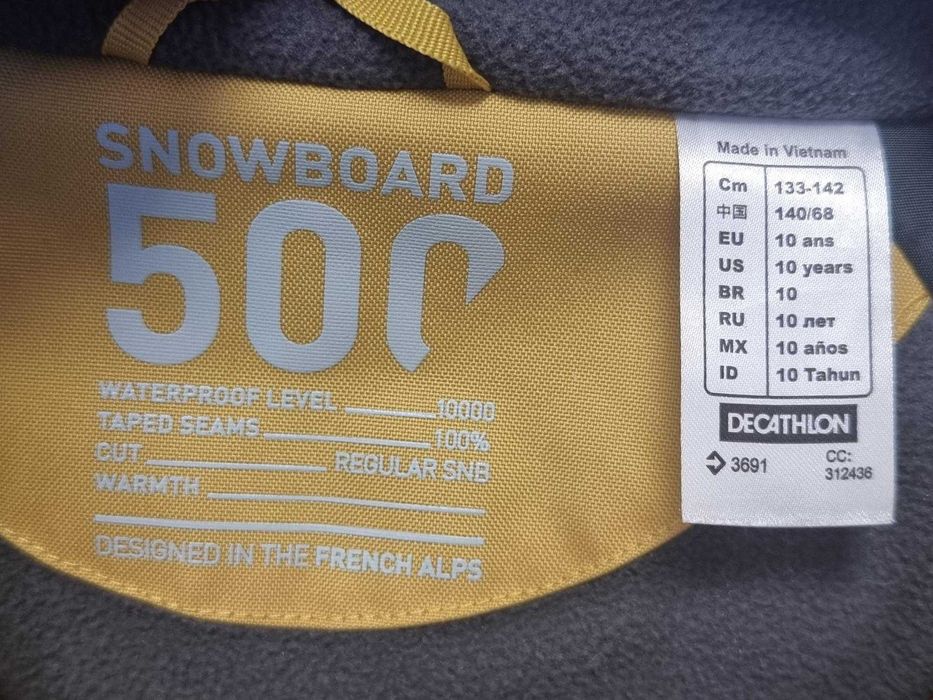 SNOWBOARD
500
WATERPROOF LEVEL 10000
TAPED SEAMS 100%
CUT REGULAR SNB
WARMTH
DESIGNED IN THE FRENCH ALPS
Made in Vietnam
Cm 133-142
中国 140/68
EU 10 ans
US 10 years
BR 10
RU 10 лет
MX 10 años
ID 10 Tahun
DECATHLON
3691
CC:
312436